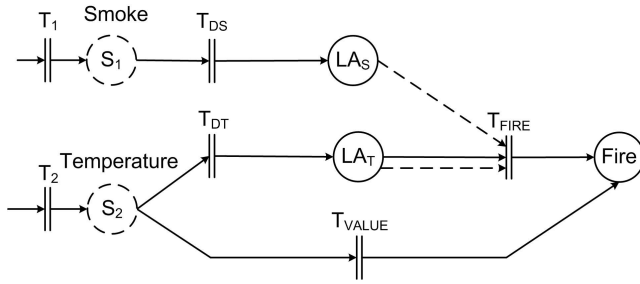 T1 Smoke TDS
S1 LAS
TDT TFIRE
T2 Temperature LAT Fire
S2
TVALUE